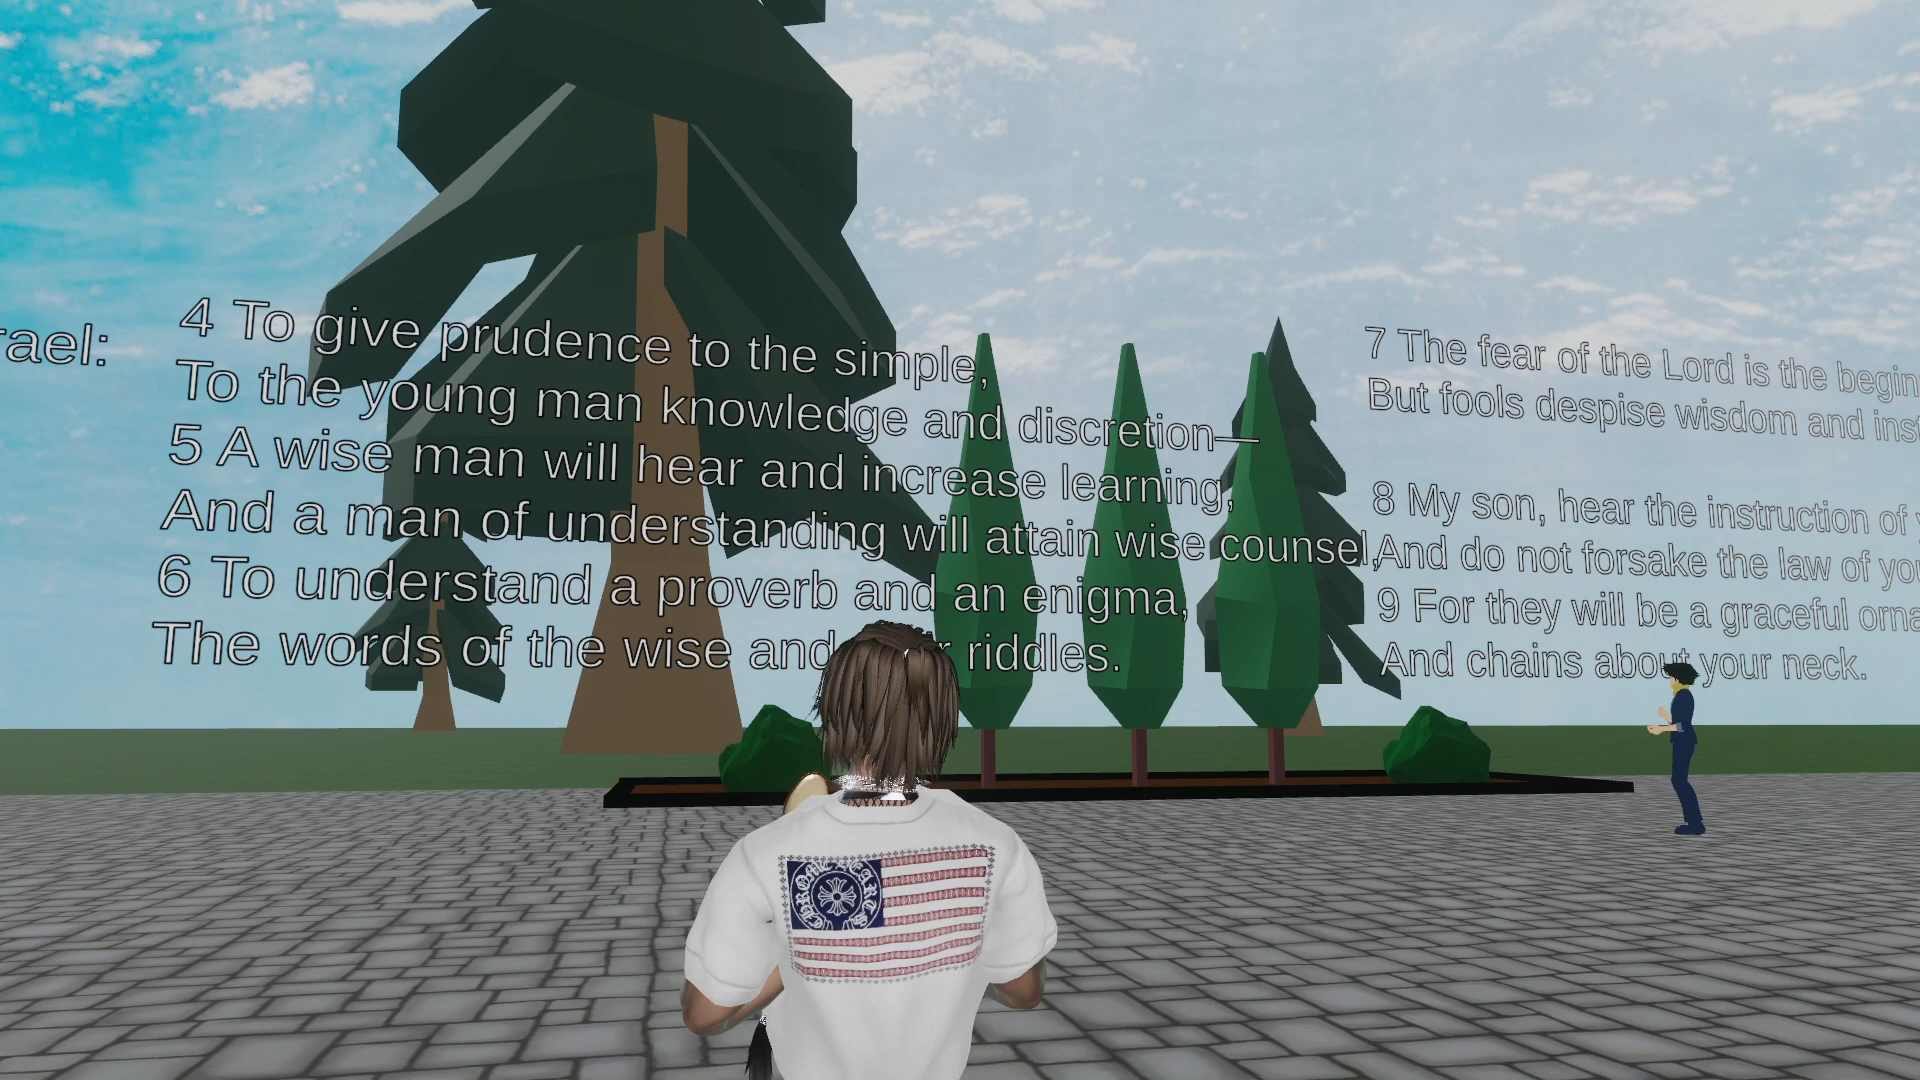 rael:
4 To give prudence to the simple,
To the young man knowledge and discretion—
5 A wise man will hear and increase learning,
And a man of understanding will attain wise counsel,
6 To understand a proverb and an enigma,
The words of the wise and riddles.
7 The fear of the Lord is the begin
But fools despise wisdom and inst
8 My son, hear the instruction of
And do not forsake the law of you
9 For they will be a graceful orna
And chains about your neck.